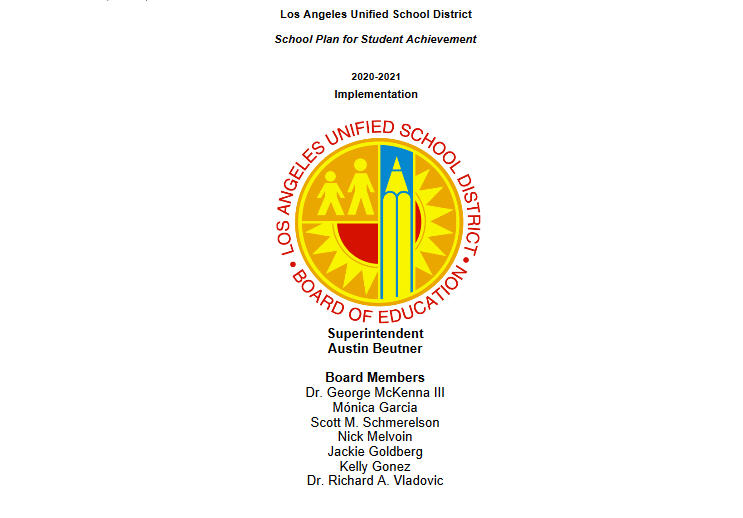 Los Angeles Unified School District
School Plan for Student Achievement
2020-2021
Implementation
LOS ANGELES UNIFIED SCHOOL DISTRICT
• BOARD OF EDUCATION •
Superintendent
Austin Beutner
Board Members
Dr. George McKenna III
Mónica Garcia
Scott M. Schmerelson
Nick Melvoin
Jackie Goldberg
Kelly Gonez
Dr. Richard A. Vladovic